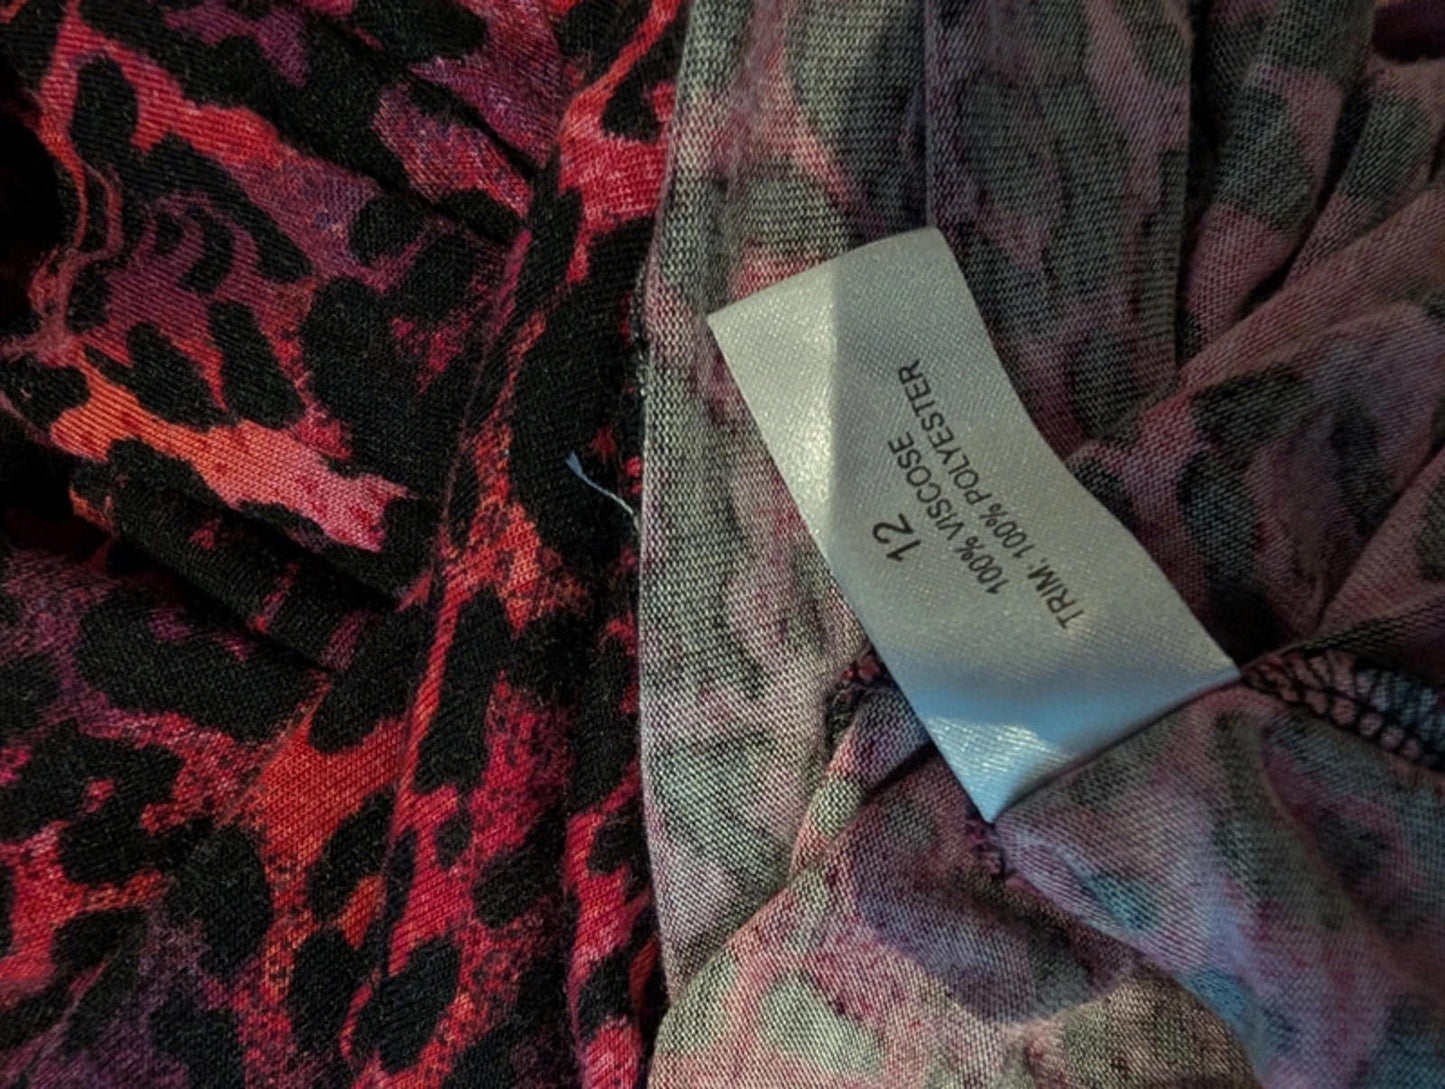 12
100% VISCOSE
TRIM: 100% POLYESTER